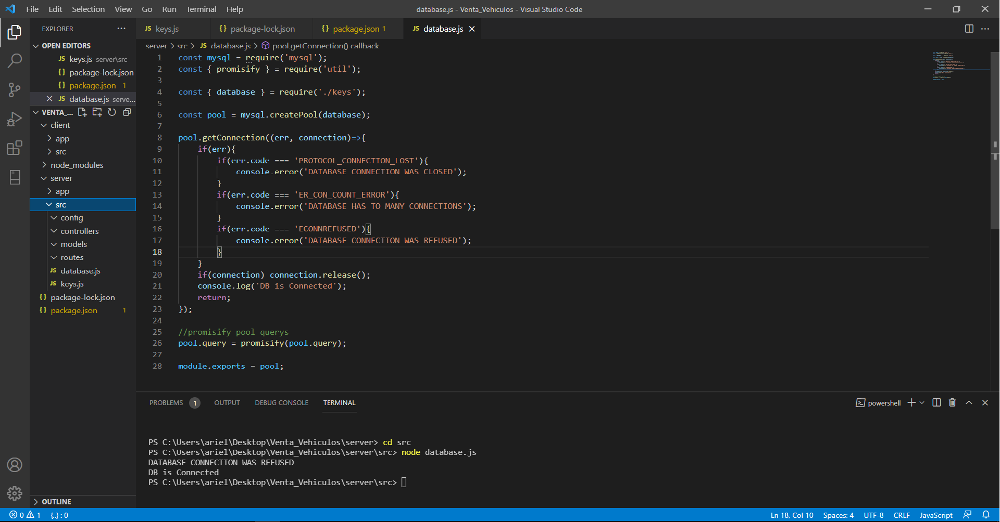 File Edit Selection View Go Run Terminal Help
database.js - Venta_Vehiculos - Visual Studio Code
EXPLORER
OPEN EDITORS
JS keys.js server\src
{} package-lock.json
{} package.json 1
JS database.js serve...
VENTA_...
client
app
src
node_modules
server
app
src
config
controllers
models
routes
JS database.js
JS keys.js
{} package-lock.json
{} package.json 1
OUTLINE
JS keys.js
{} package-lock.json
{} package.json 1
JS database.js
server > src > JS database.js > pool.getConnection() callback
1 const mysql = require('mysql');
2 const { promisify } = require('util');
3
4 const { database } = require('./keys');
5
6 const pool = mysql.createPool(database);
7
8 pool.getConnection((err, connection)=>{
9 if(err){
10 if(err.code === 'PROTOCOL_CONNECTION_LOST'){
11 console.error('DATABASE CONNECTION WAS CLOSED');
12 }
13 if(err.code === 'ER_CON_COUNT_ERROR'){
14 console.error('DATABASE HAS TO MANY CONNECTIONS');
15 }
16 if(err.code === 'ECONNREFUSED'){
17 console.error('DATABASE CONNECTION WAS REFUSED');
18 }
19 }
20 if(connection) connection.release();
21 console.log('DB is Connected');
22 return;
23 });
24
25 //promisify pool querys
26 pool.query = promisify(pool.query);
27
28 module.exports = pool;
PROBLEMS 1 OUTPUT DEBUG CONSOLE TERMINAL
powershell
PS C:\Users\ariel\Desktop\Venta_Vehiculos\server> cd src
PS C:\Users\ariel\Desktop\Venta_Vehiculos\server\src> node database.js
DATABASE CONNECTION WAS REFUSED
DB is Connected
PS C:\Users\ariel\Desktop\Venta_Vehiculos\server\src>
0 1 {..} : 0
Ln 18, Col 10 Spaces: 4 UTF-8 CRLF JavaScript